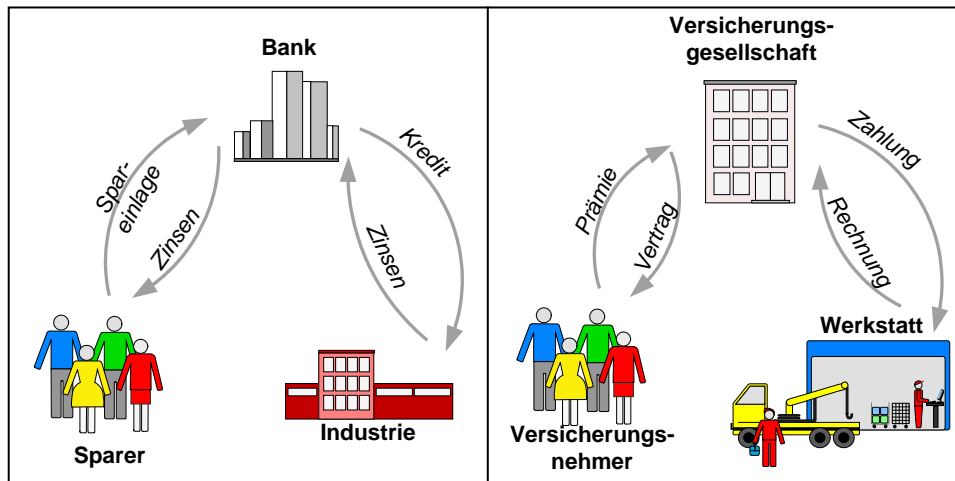 Bank
Spar-
einlage
Zinsen
Kredit
Zinsen
Sparer
Industrie
Versicherungs-
gesellschaft
Prämie
Vertrag
Zahlung
Rechnung
Versicherungs-
nehmer
Werkstatt